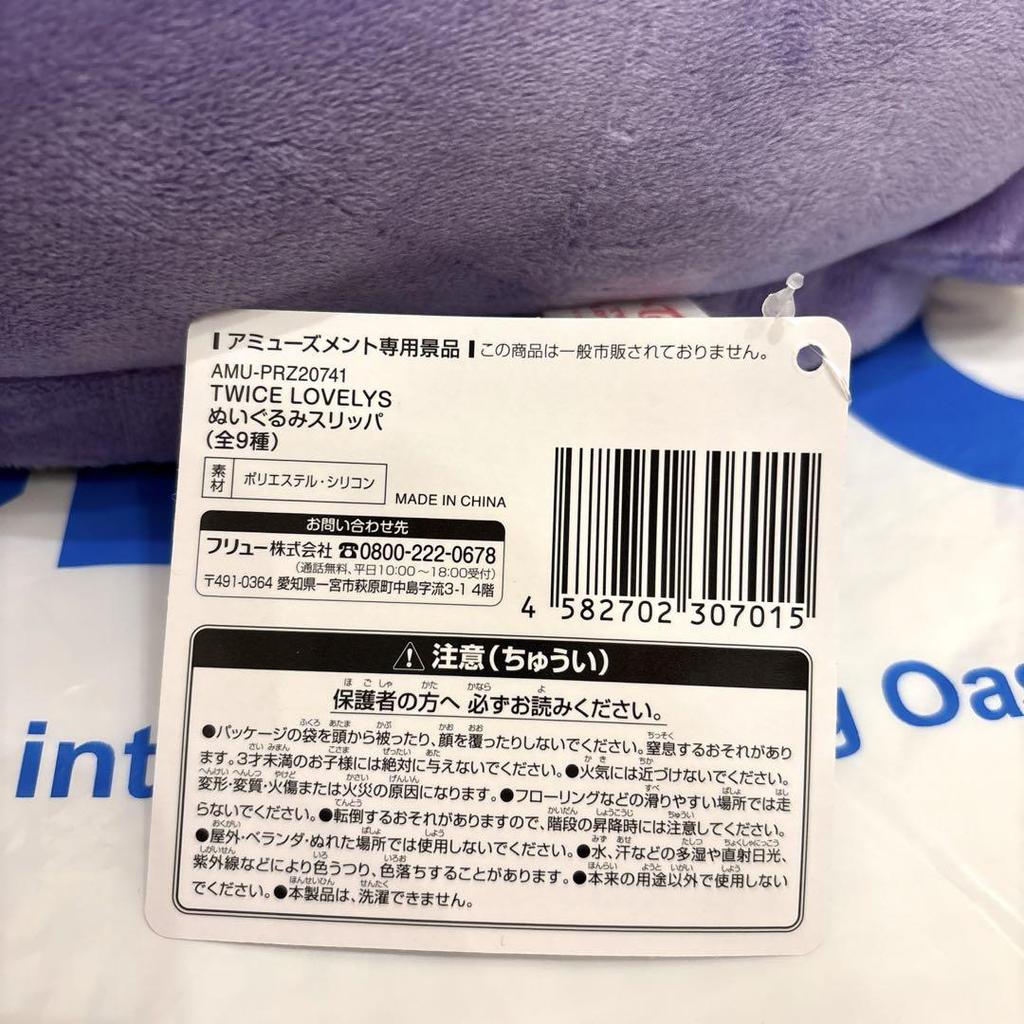 アミューズメント専用景品 この商品は一般市販されておりません。
AMU-PRZ20741
TWICE LOVELYS
ぬいぐるみスリッパ
(全9種)
素材 ポリエステル・シリコン
MADE IN CHINA
お問い合わせ先
フリュー株式会社 ☎0800-222-0678
(通話無料、平日10:00～18:00受付)
〒491-0364 愛知県一宮市萩原町中島字流3-1 4階
4 582702 307015
⚠注意(ちゅうい)
保護者の方へ 必ずお読みください。
●パッケージの袋を頭から被ったり、顔を覆ったりしないでください。窒息するおそれがあり
ます。3才未満のお子様には絶対に与えないでください。●火気には近づけないでください。
変形・変質・火傷または火災の原因になります。●フローリングなどの滑りやすい場所では走
らないでください。●転倒するおそれがありますので、階段の昇降時には注意してください。
●屋外・ベランダ・ぬれた場所では使用しないでください。●水、汗などの多湿や直射日光、
紫外線などにより色うつり、色落ちすることがあります。●本来の用途以外で使用しない
でください。●本製品は、洗濯できません。
int
g Oas